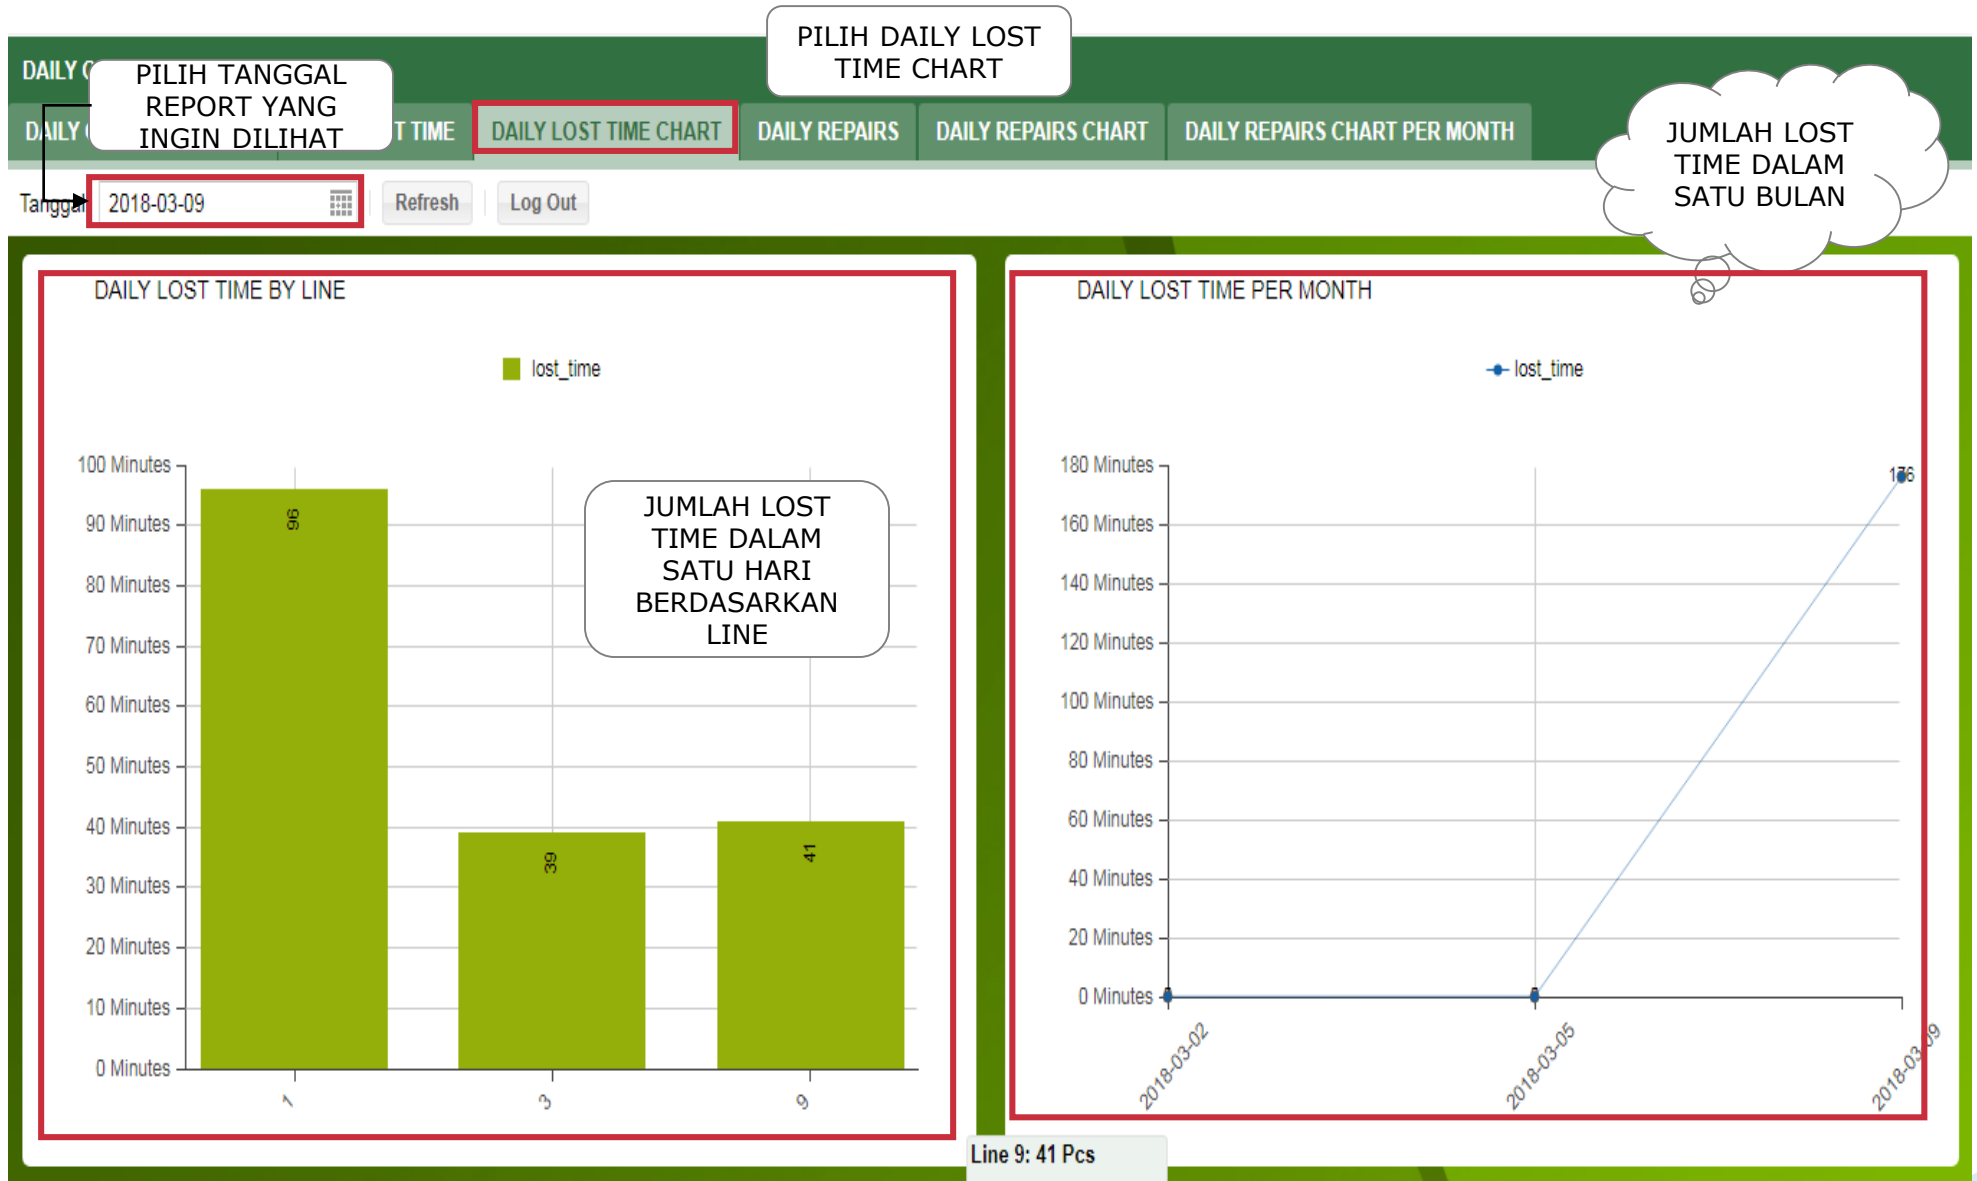 PILIH DAILY LOST
TIME CHART
DAILY
PILIH TANGGAL
REPORT YANG
INGIN DILIHAT
JUMLAH LOST
TIME DALAM
SATU BULAN
DAILY
T TIME
DAILY LOST TIME CHART
DAILY REPAIRS
DAILY REPAIRS CHART
DAILY REPAIRS CHART PER MONTH
Tanggal
2018-03-09
Refresh
Log Out
DAILY LOST TIME BY LINE
lost_time
100 Minutes
90 Minutes
80 Minutes
70 Minutes
60 Minutes
50 Minutes
40 Minutes
30 Minutes
20 Minutes
10 Minutes
0 Minutes
96
39
41
1
3
9
JUMLAH LOST
TIME DALAM
SATU HARI
BERDASARKAN
LINE
DAILY LOST TIME PER MONTH
lost_time
180 Minutes
160 Minutes
140 Minutes
120 Minutes
100 Minutes
80 Minutes
60 Minutes
40 Minutes
20 Minutes
0 Minutes
176
2018-03-02
2018-03-05
2018-03-09
Line 9: 41 Pcs